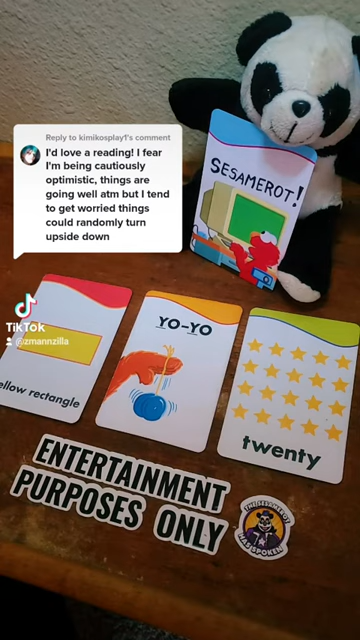 Reply to kimikosplay1's comment
I'd love a reading! I fear
I'm being cautiously
optimistic, things are
going well atm but I tend
to get worried things
could randomly turn
upside down
SESAMEROT!
TikTok
@zmannzilla
ellow rectangle
YO-YO
twenty
ENTERTAINMENT
PURPOSES ONLY
THE SESAMEROT
HAS SPOKEN